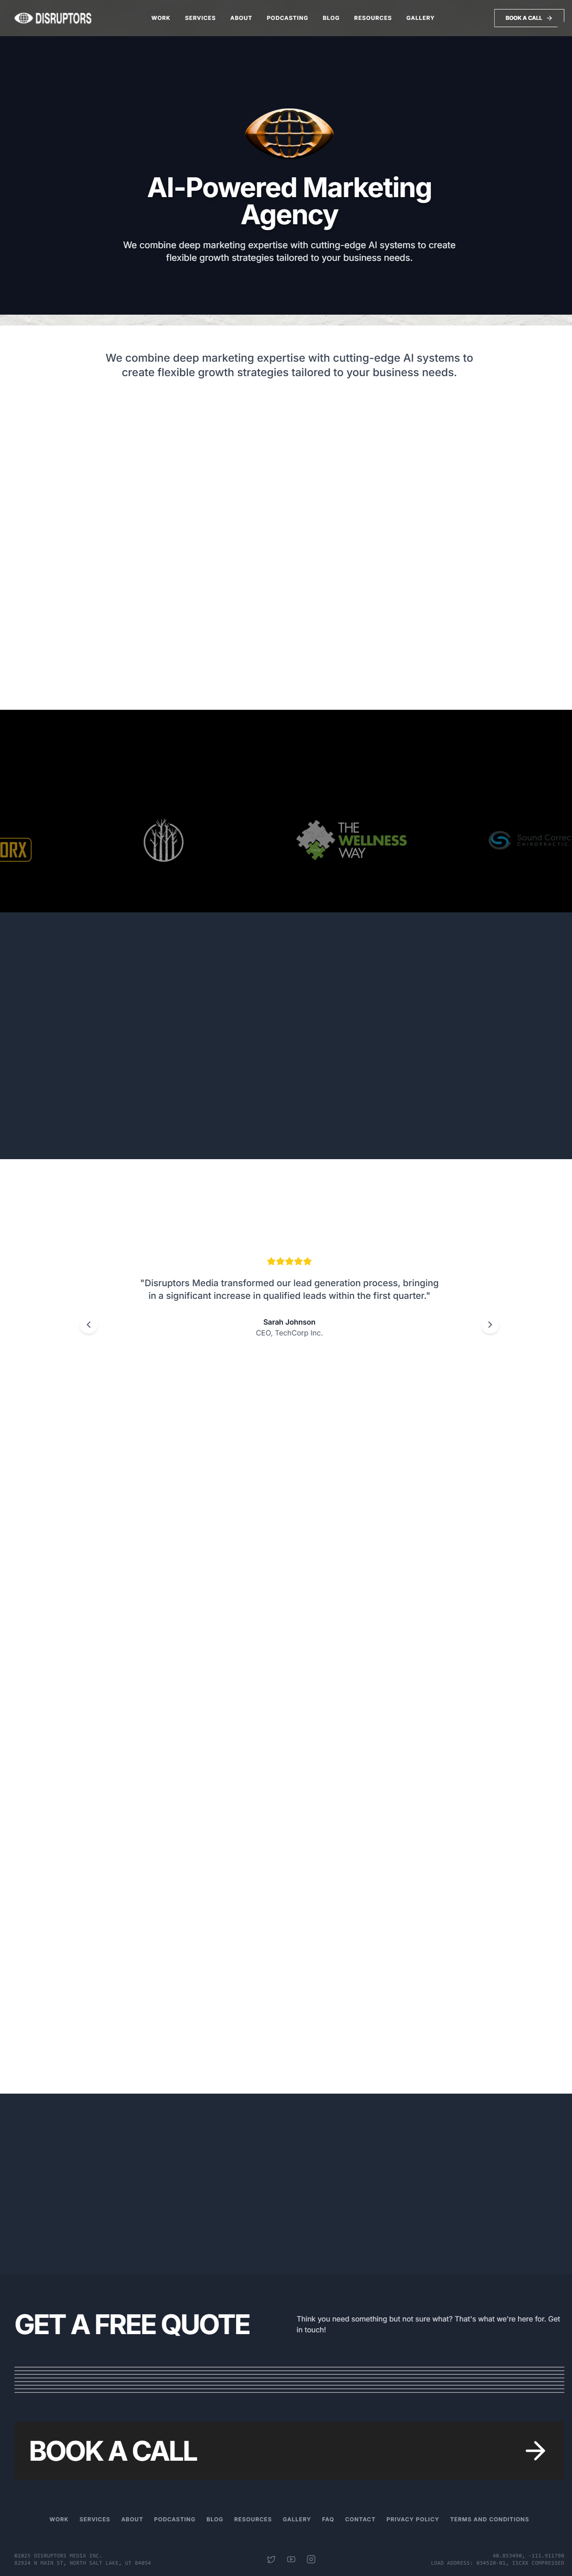 DISRUPTORS
WORK SERVICES ABOUT PODCASTING BLOG RESOURCES GALLERY
BOOK A CALL
AI-Powered Marketing
Agency
We combine deep marketing expertise with cutting-edge AI systems to create
flexible growth strategies tailored to your business needs.
We combine deep marketing expertise with cutting-edge AI systems to
create flexible growth strategies tailored to your business needs.
ORX
THE
WELLNESS
WAY
Sound Correc
CHIROPRACTIC
"Disruptors Media transformed our lead generation process, bringing
in a significant increase in qualified leads within the first quarter."
Sarah Johnson
CEO, TechCorp Inc.
GET A FREE QUOTE
Think you need something but not sure what? That's what we're here for. Get
in touch!
BOOK A CALL
WORK SERVICES ABOUT PODCASTING BLOG RESOURCES GALLERY FAQ CONTACT PRIVACY POLICY TERMS AND CONDITIONS
©2025 DISRUPTORS MEDIA INC.
N MAIN ST, NORTH SALT LAKE, UT 84054
LOAD ADDRESS: COMPRESSED